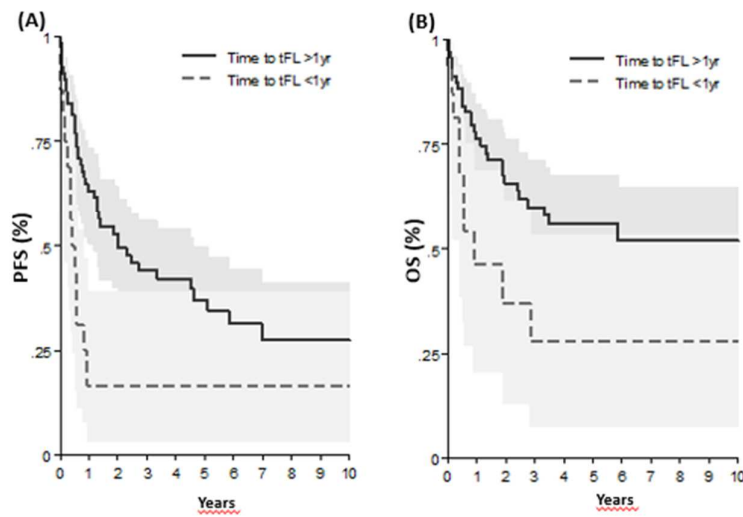 (A)
1
.75
.5
.25
0
PFS (%)
Time to tFL >1yr
Time to tFL <1yr
0 1 2 3 4 5 6 7 8 9 10
Years
(B)
1
.75
.5
.25
0
OS (%)
Time to tFL >1yr
Time to tFL <1yr
0 1 2 3 4 5 6 7 8 9 10
Years